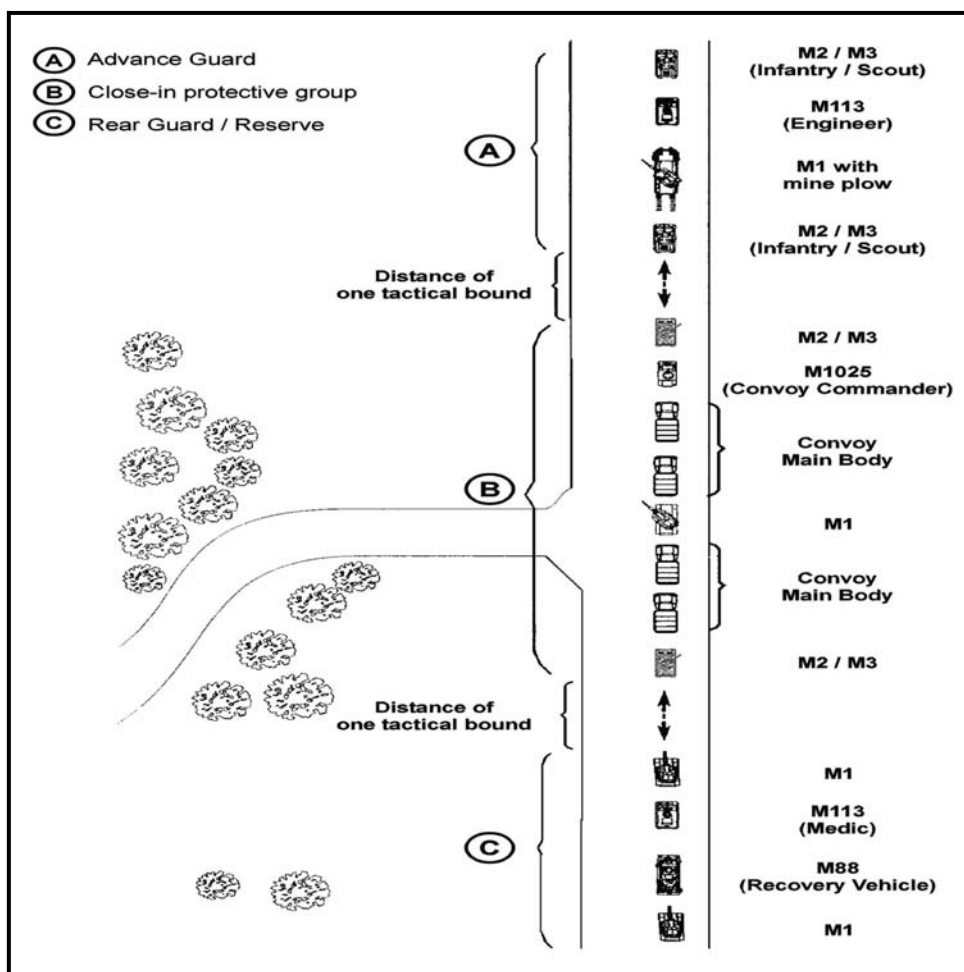 A Advance Guard
B Close-in protective group
C Rear Guard / Reserve
M2 / M3
(Infantry / Scout)
M113
(Engineer)
A
M1 with
mine plow
M2 / M3
(Infantry / Scout)
Distance of
one tactical bound
M2 / M3
M1025
(Convoy Commander)
Convoy
Main Body
B
M1
Convoy
Main Body
M2 / M3
Distance of
one tactical bound
M1
M113
(Medic)
C
M88
(Recovery Vehicle)
M1